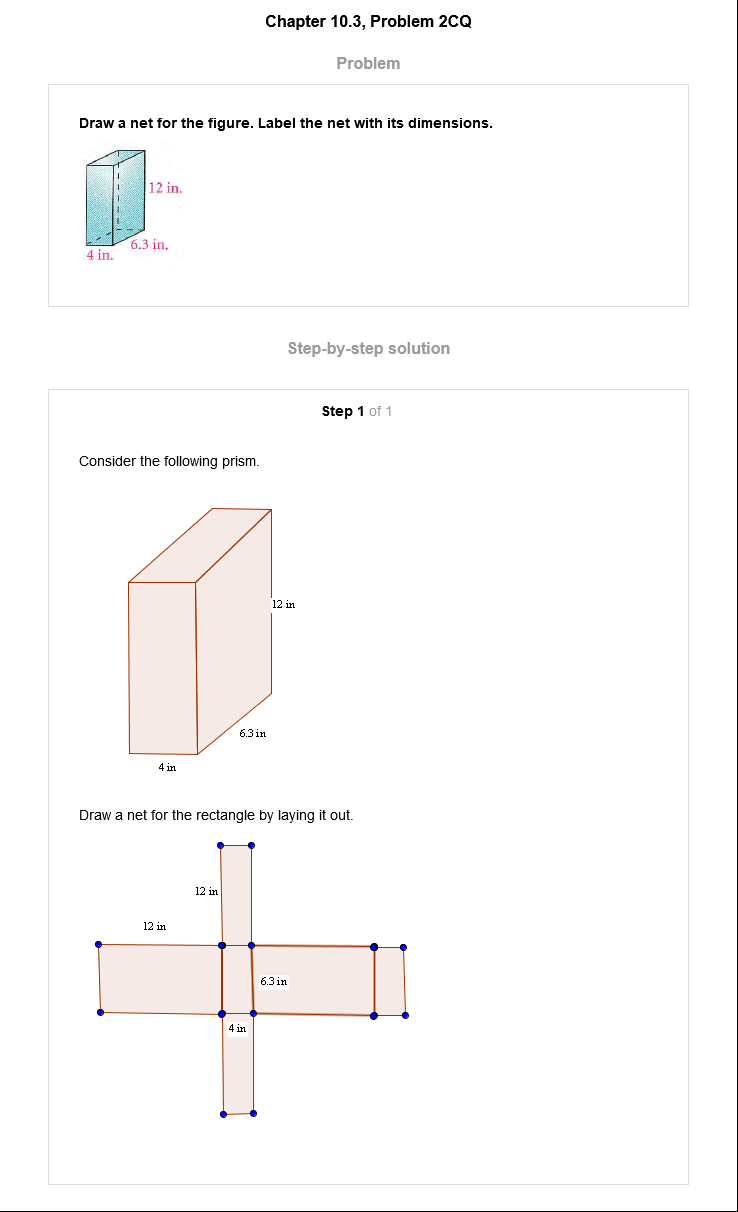 Chapter 10.3, Problem 2CQ
Problem
Draw a net for the figure. Label the net with its dimensions.
12 in.
6.3 in.
4 in.
Step-by-step solution
Step 1 of 1
Consider the following prism.
12 in
6.3 in
4 in
Draw a net for the rectangle by laying it out.
12 in
12 in
6.3 in
4 in